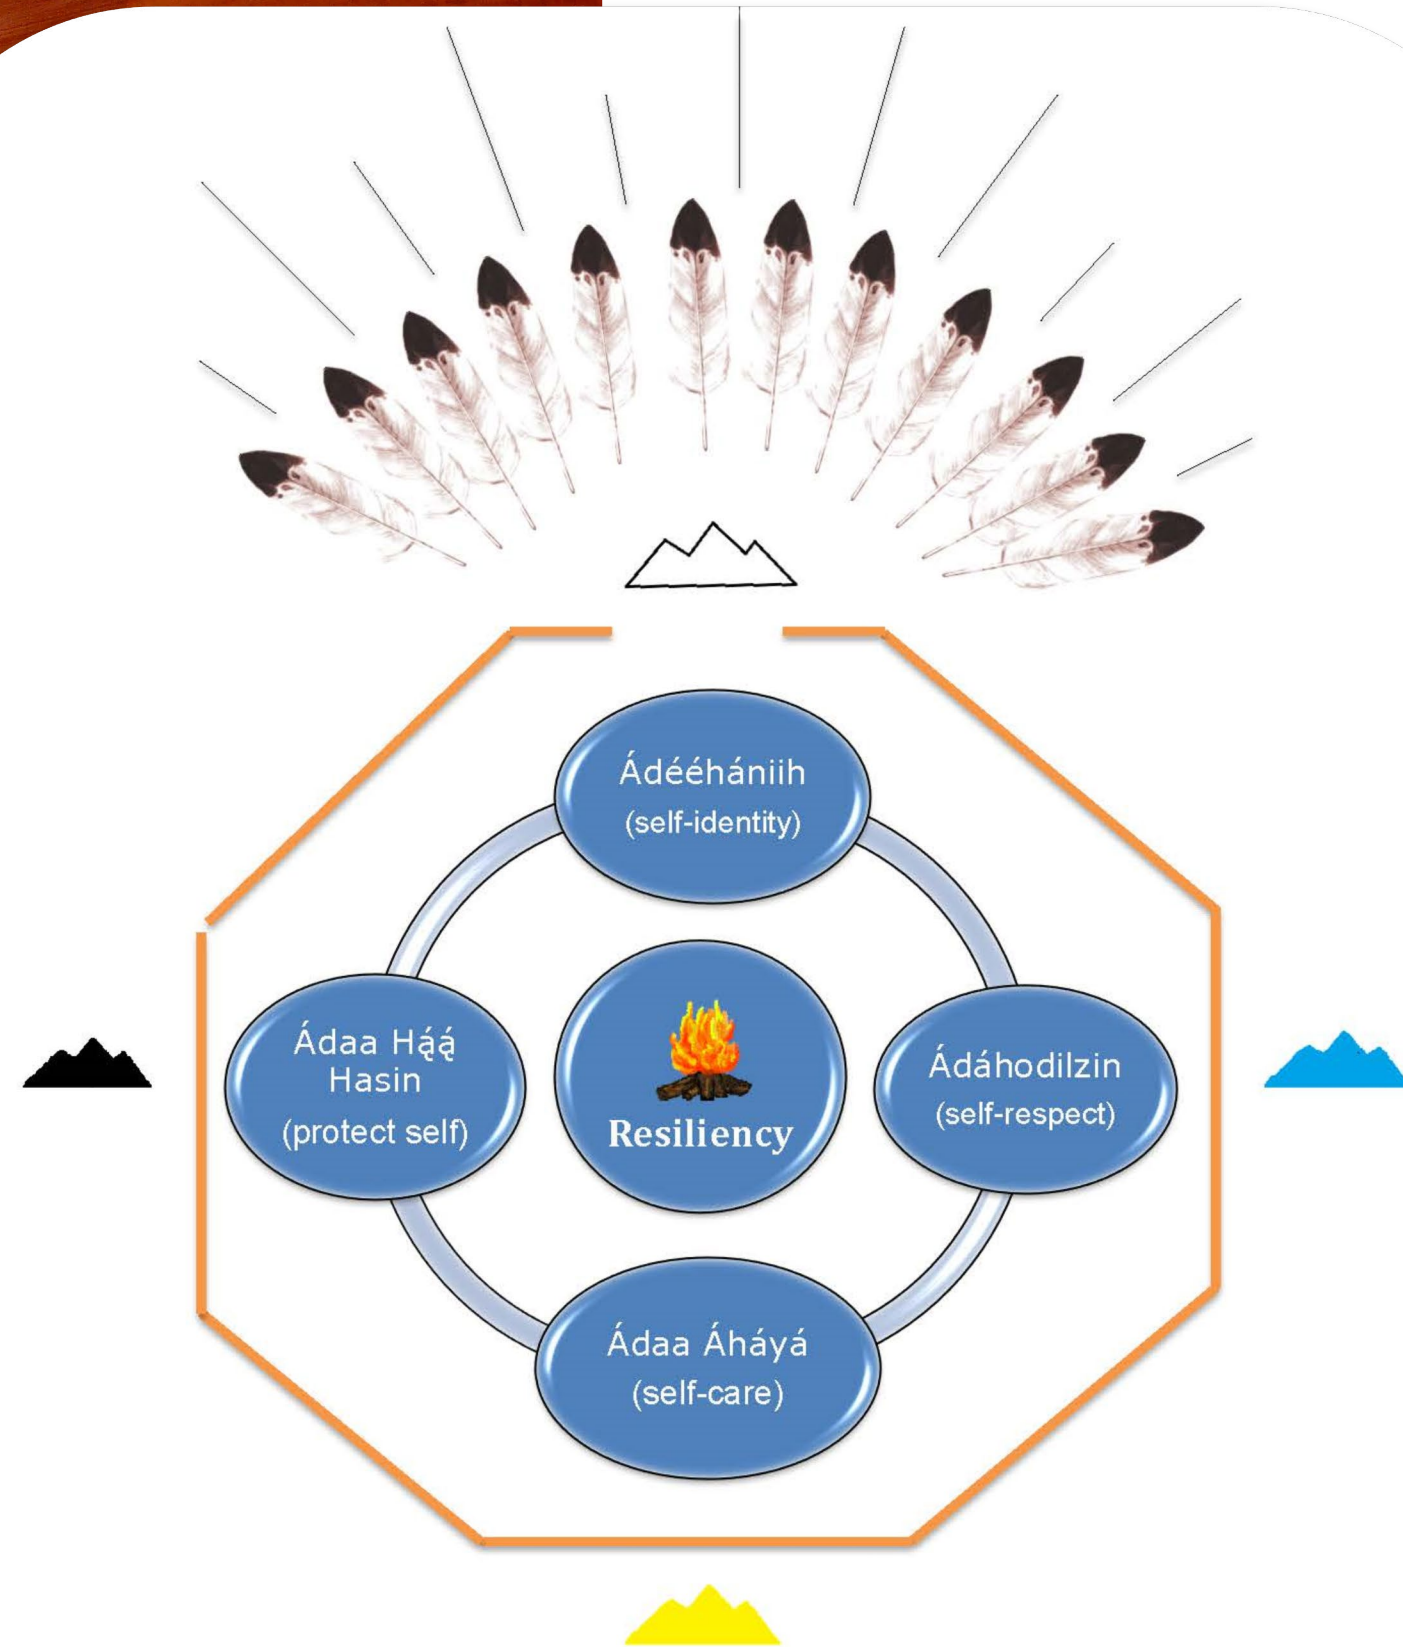 Ádééhániih
(self-identity)
Ádaa Hą́ą́
Hasin
(protect self)
Resiliency
Ádáhodilzin
(self-respect)
Ádaa Áháyá
(self-care)